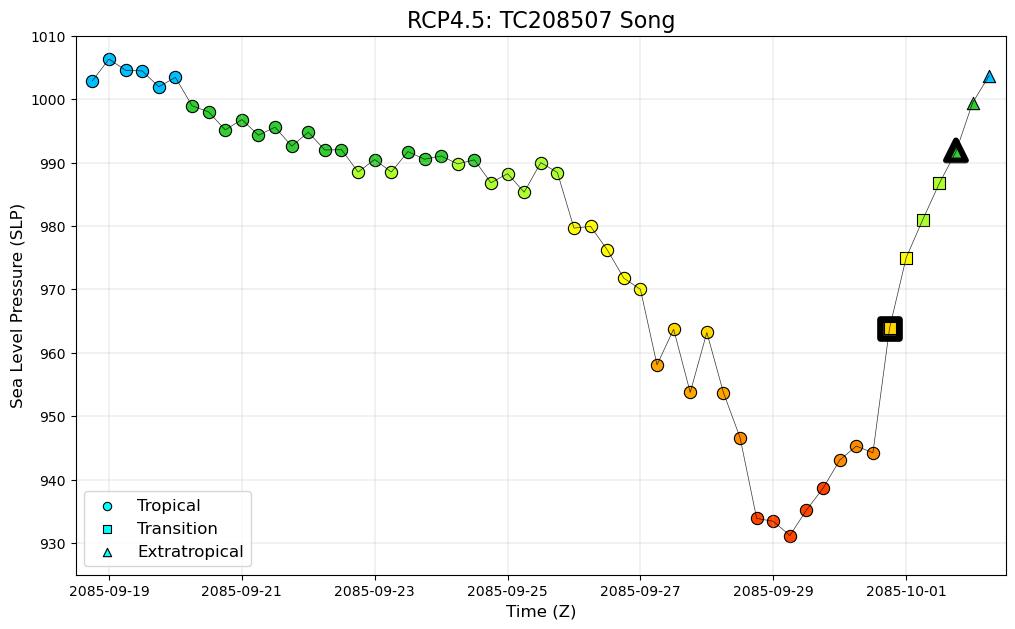 RCP4.5: TC208507 Song
Sea Level Pressure (SLP)
1010
1000
990
980
970
960
950
940
930
Tropical
Transition
Extratropical
2085-09-19 2085-09-21 2085-09-23 2085-09-25 2085-09-27 2085-09-29 2085-10-01
Time (Z)